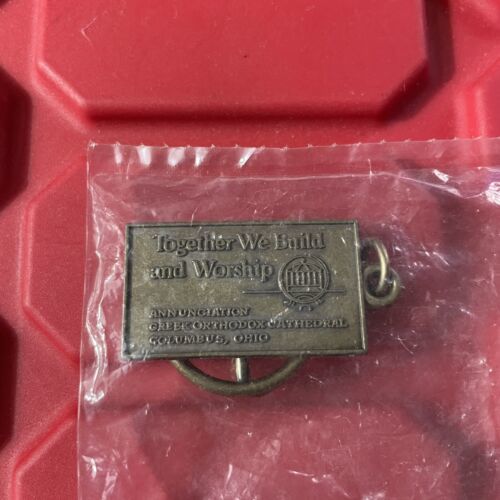 Together We Build
and Worship
ANNUNCIATION
GREEK ORTHODOX CATHEDRAL
COLUMBUS, OHIO